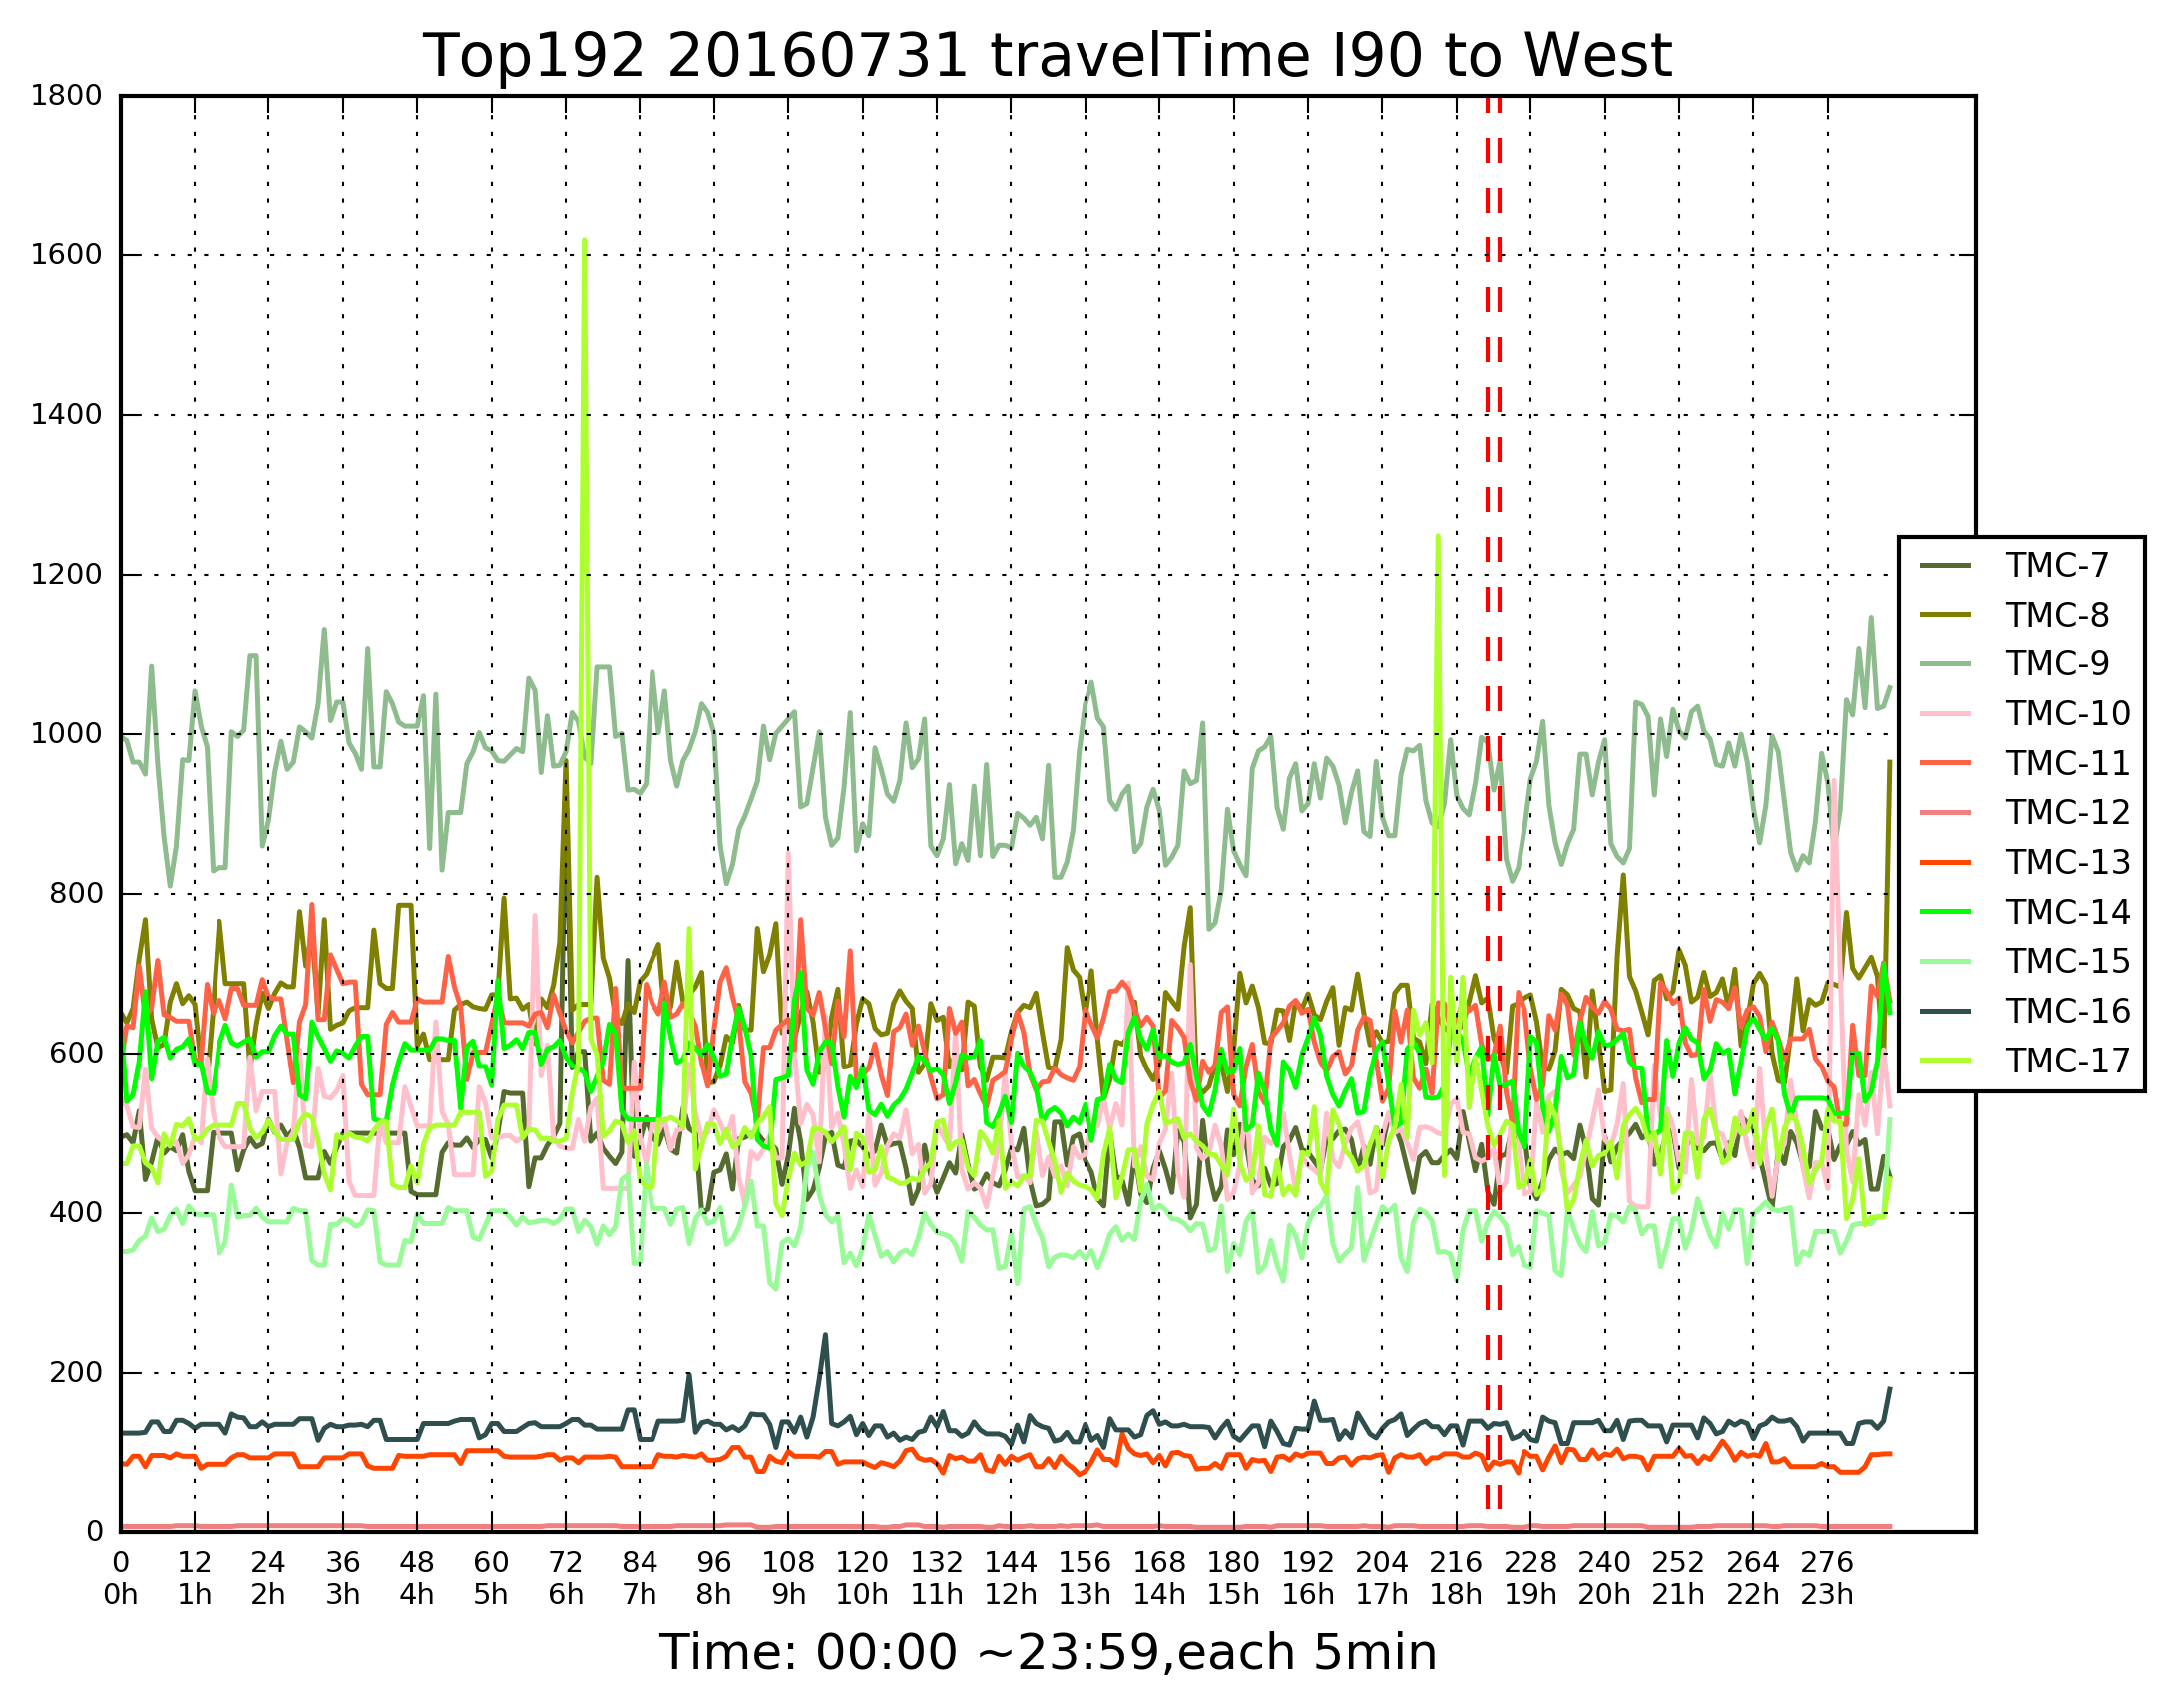 Top192 20160731 travelTime I90 to West
1800
1600
1400
1200
1000
800
600
400
200
0
TMC-7
TMC-8
TMC-9
TMC-10
TMC-11
TMC-12
TMC-13
TMC-14
TMC-15
TMC-16
TMC-17
0 12 24 36 48 60 72 84 96 108 120 132 144 156 168 180 192 204 216 228 240 252 264 276
0h 1h 2h 3h 4h 5h 6h 7h 8h 9h 10h 11h 12h 13h 14h 15h 16h 17h 18h 19h 20h 21h 22h 23h
Time: 00:00 ~23:59,each 5min